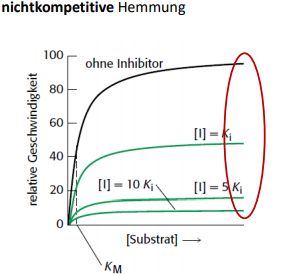 nichtkompetitive Hemmung
100
ohne Inhibitor
80
relative Geschwindigkeit
60
[I] = Ki
40
[I] = 10 Ki
[I] = 5 Ki
20
0
[Substrat] →
KM